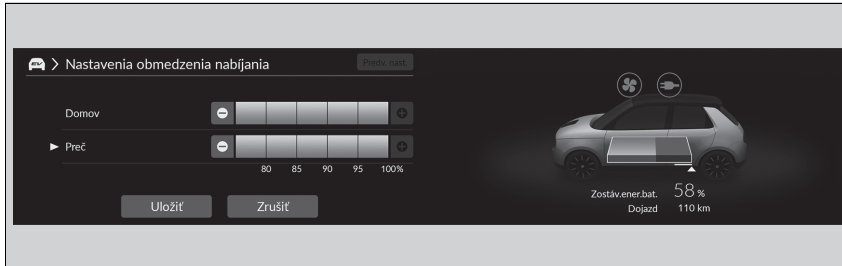 Nastavenia obmedzenia nabíjania
Predv. nast.
Domov
Preč
80 85 90 95 100%
Uložiť Zrušiť
Zostáv.ener.bat. 58 %
Dojazd 110 km